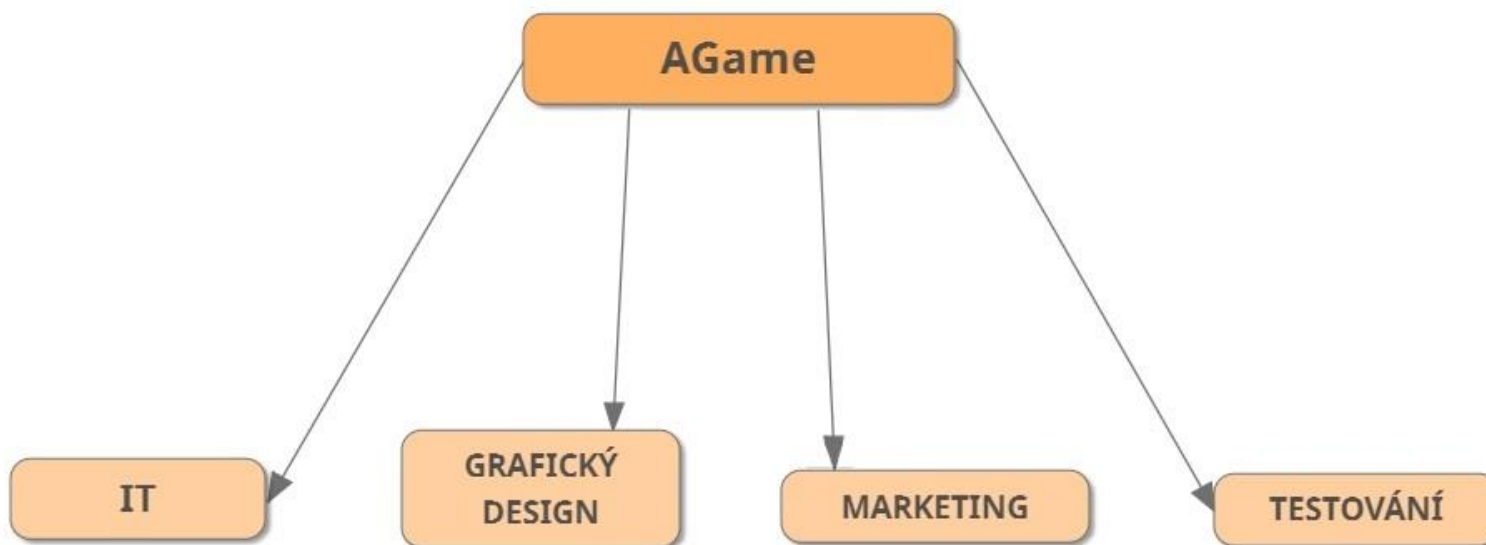 AGame
IT
GRAFICKÝ
DESIGN
MARKETING
TESTOVÁNÍ